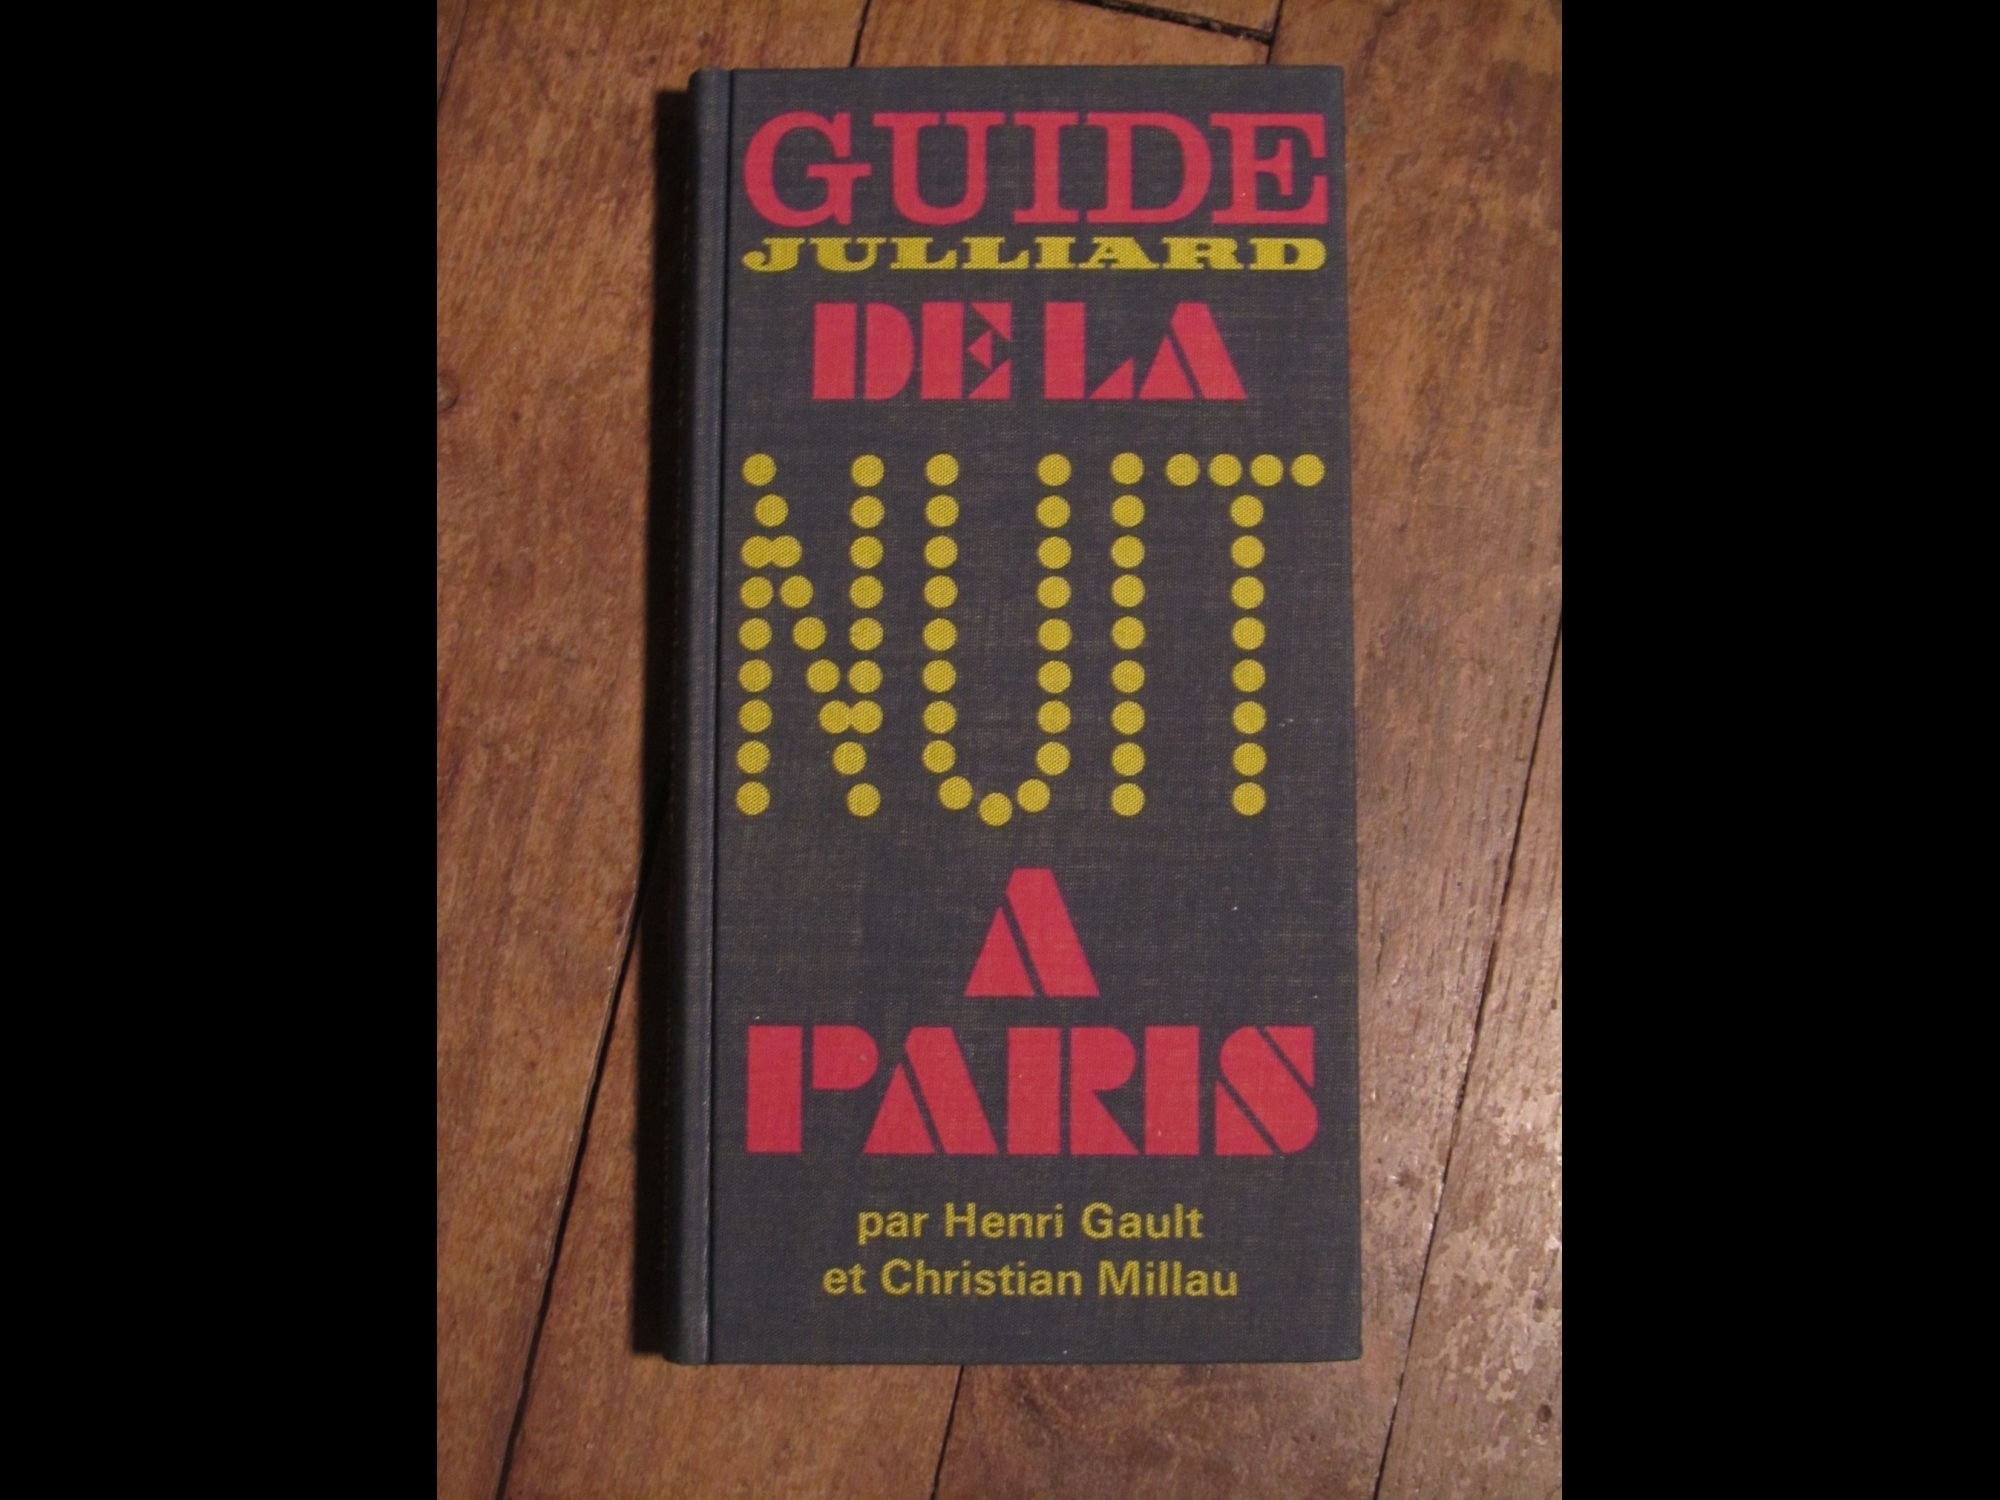 GUIDE
JULLIARD
DE LA
NUIT
A
PARIS
par Henri Gault
et Christian Millau